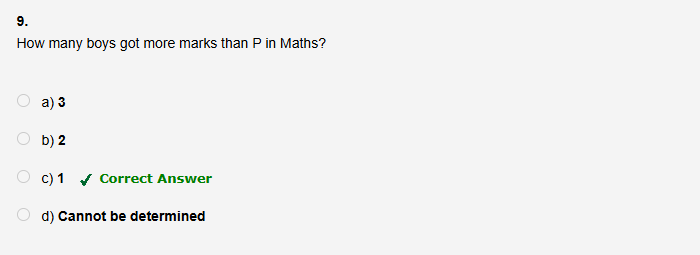 9.
How many boys got more marks than P in Maths?
a) 3
b) 2
c) 1 ✓ Correct Answer
d) Cannot be determined